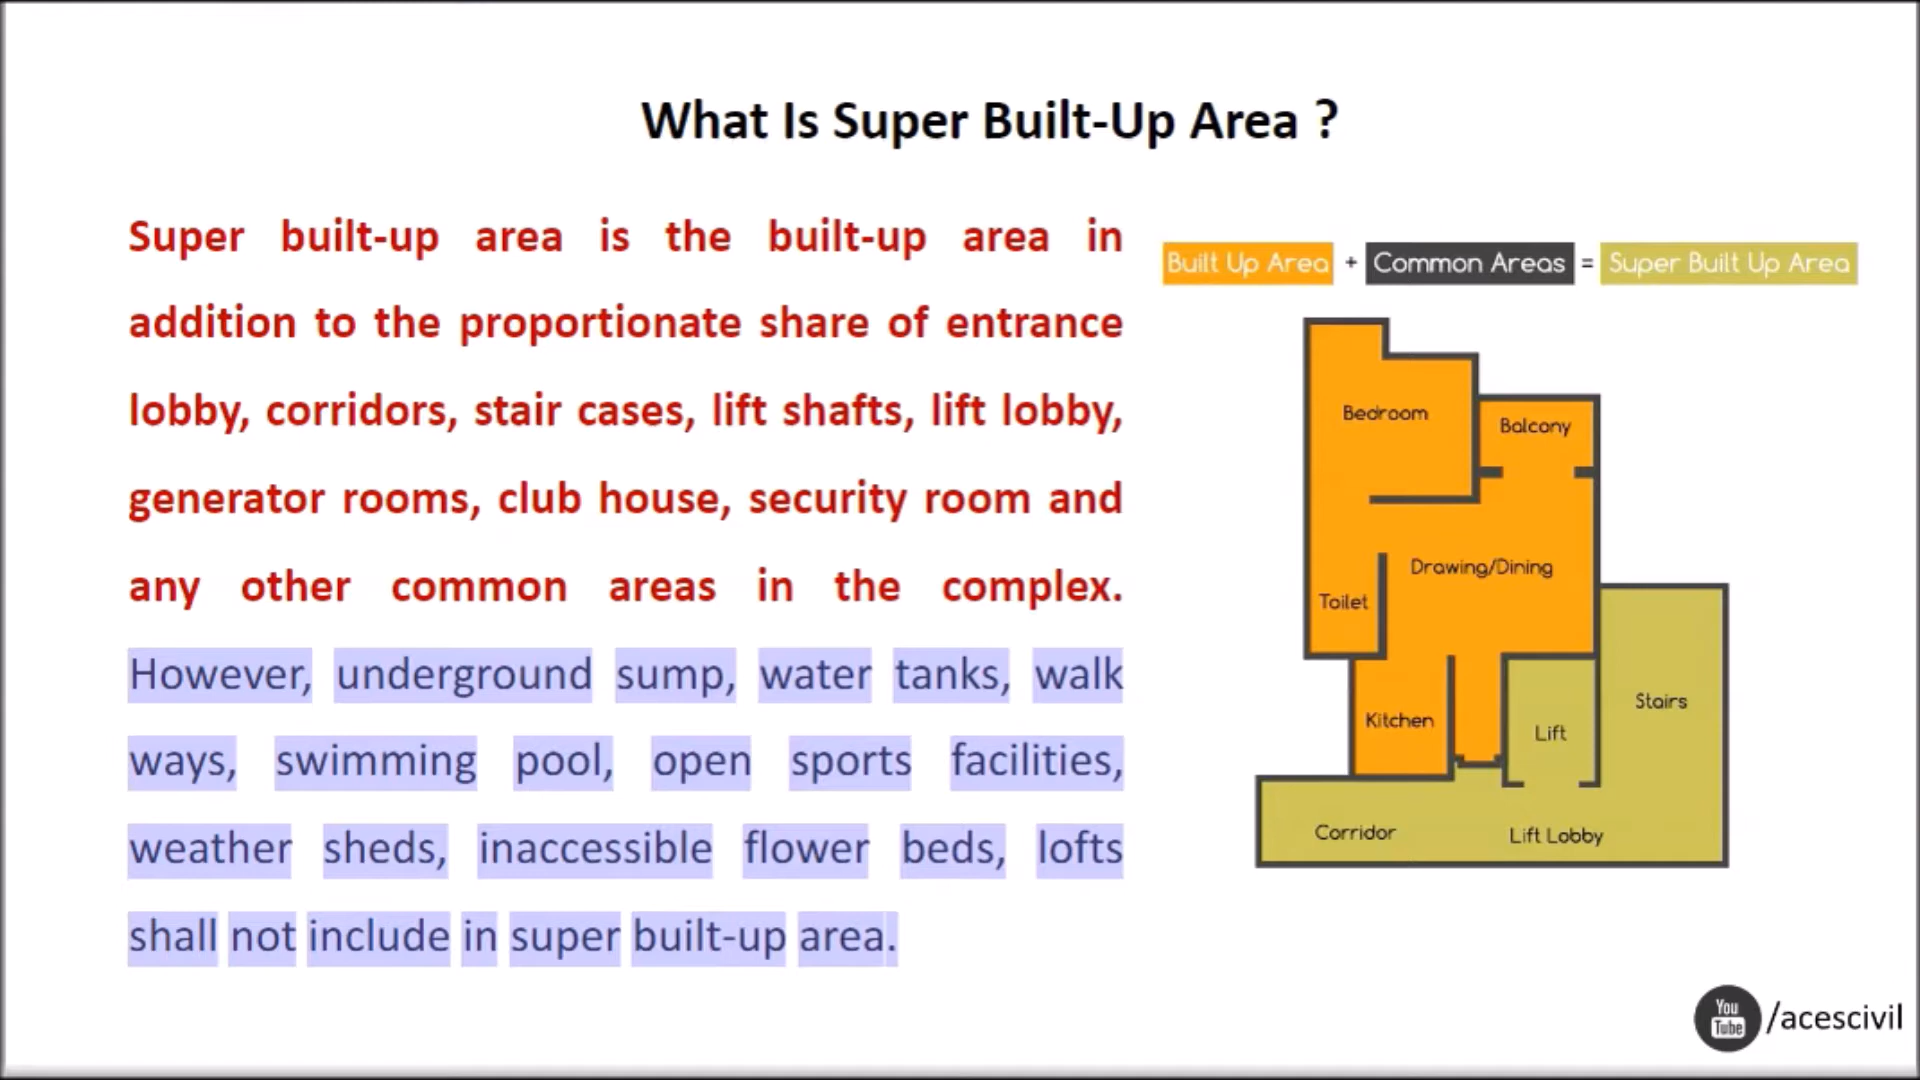 What Is Super Built-Up Area ?
Super built-up area is the built-up area in
addition to the proportionate share of entrance
lobby, corridors, stair cases, lift shafts, lift lobby,
generator rooms, club house, security room and
any other common areas in the complex.
However, underground sump, water tanks, walk
ways, swimming pool, open sports facilities,
weather sheds, inaccessible flower beds, lofts
shall not include in super built-up area.
Built Up Area + Common Areas = Super Built Up Area
Bedroom
Balcony
Drawing/Dining
Toilet
Kitchen
Lift
Stairs
Corridor
Lift Lobby
You
Tube
/acescivil